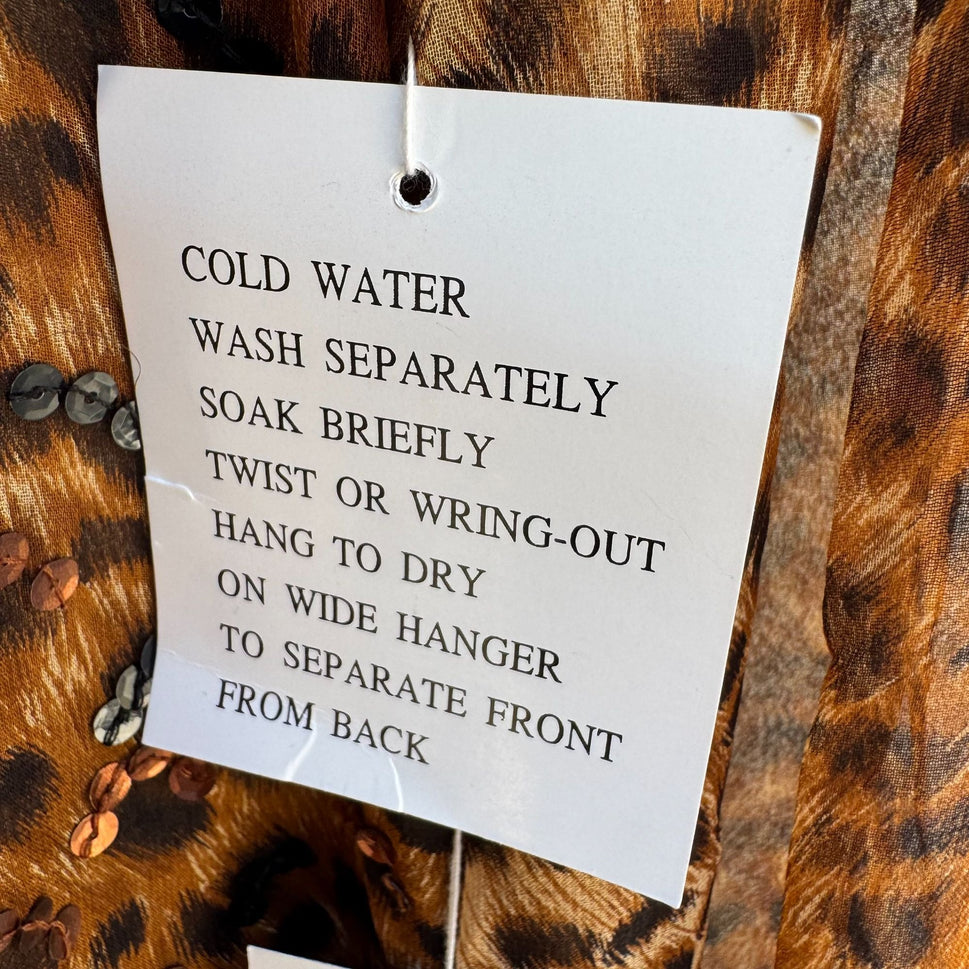 COLD WATER
WASH SEPARATELY
SOAK BRIEFLY
TWIST OR WRING-OUT
HANG TO DRY
ON WIDE HANGER
TO SEPARATE FRONT
FROM BACK